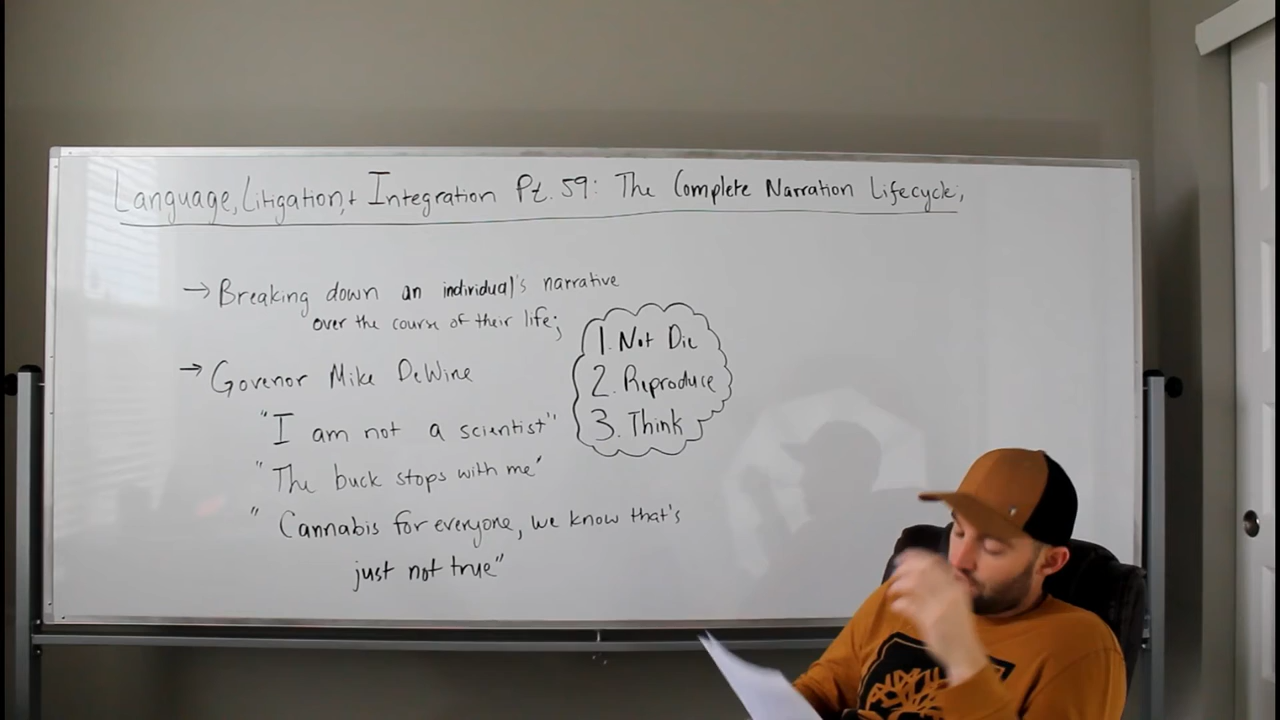 Language, Litigation, + Integration Pt. 59: The Complete Narration Lifecycle;
→ Breaking down an individual's narrative
over the course of their life;
→ Govenor Mike DeWine
"I am not a scientist"
"The buck stops with me"
"Cannabis for everyone, we know that's
just not true"
1. Not Die
2. Reproduce
3. Think